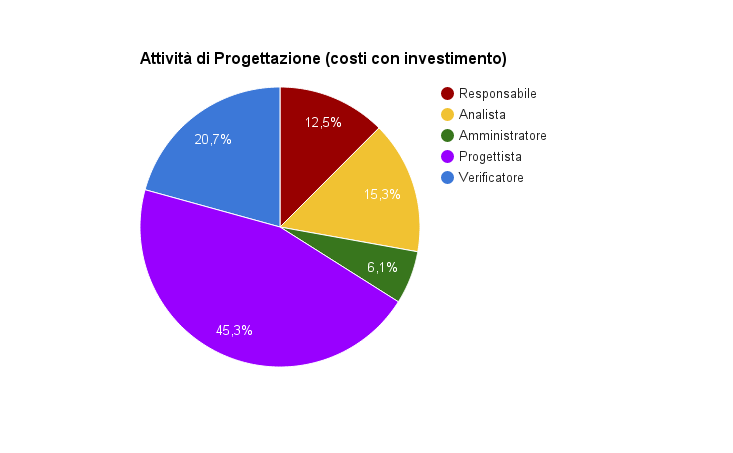 Attività di Progettazione (costi con investimento)
Responsabile
Analista
Amministratore
Progettista
Verificatore
12,5%
20,7%
15,3%
6,1%
45,3%